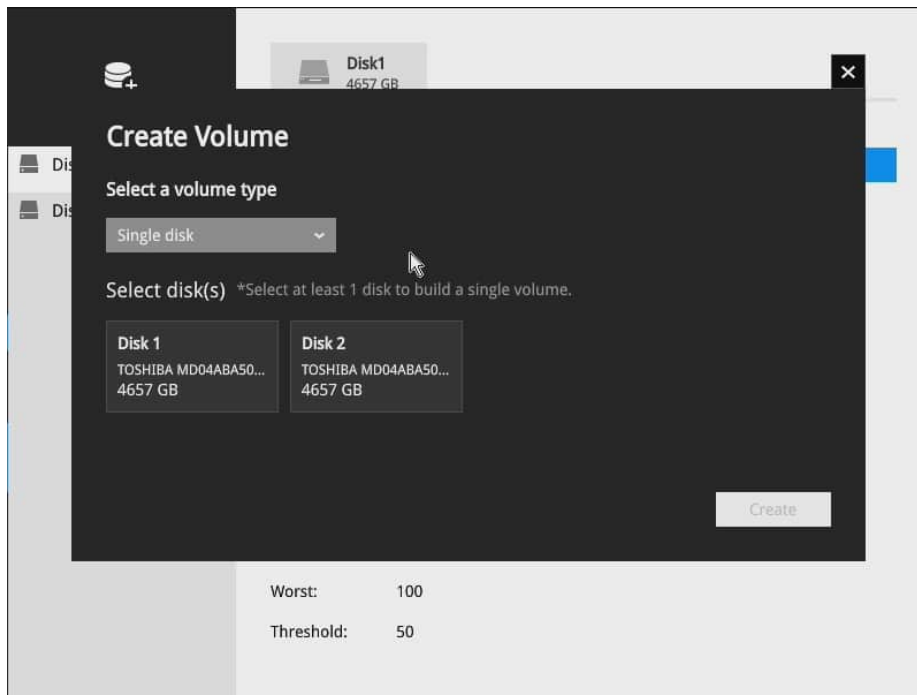 Disk1
4657 GB
Create Volume
Select a volume type
Single disk
Select disk(s) *Select at least 1 disk to build a single volume.
Disk 1
TOSHIBA MD04ABA50...
4657 GB
Disk 2
TOSHIBA MD04ABA50...
4657 GB
Create
Worst: 100
Threshold: 50